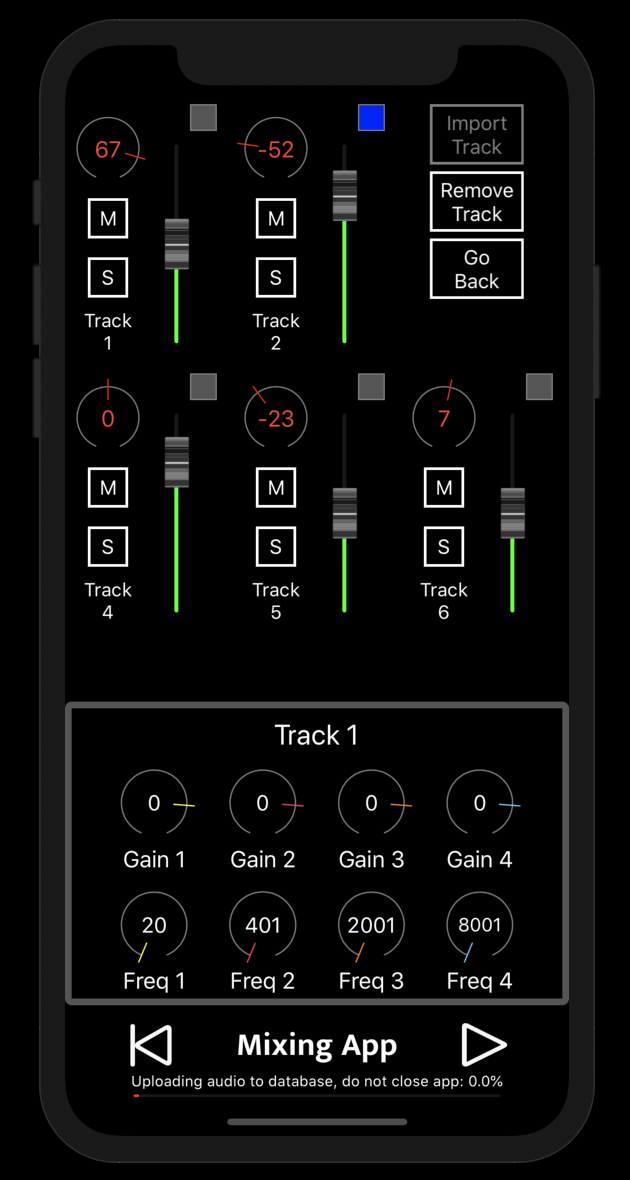 67
-52
Import
Track
M
M
Remove
Track
S
S
Go
Back
Track
1
Track
2
0
-23
7
M
M
M
S
S
S
Track
4
Track
5
Track
6
Track 1
0
0
0
0
Gain 1
Gain 2
Gain 3
Gain 4
20
401
2001
8001
Freq 1
Freq 2
Freq 3
Freq 4
Mixing App
Uploading audio to database, do not close app: 0.0%